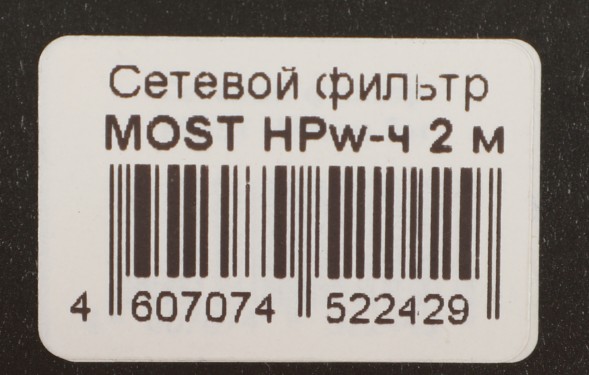 Сетевой фильтр
MOST HPw-ч 2 м
4 607074 522429